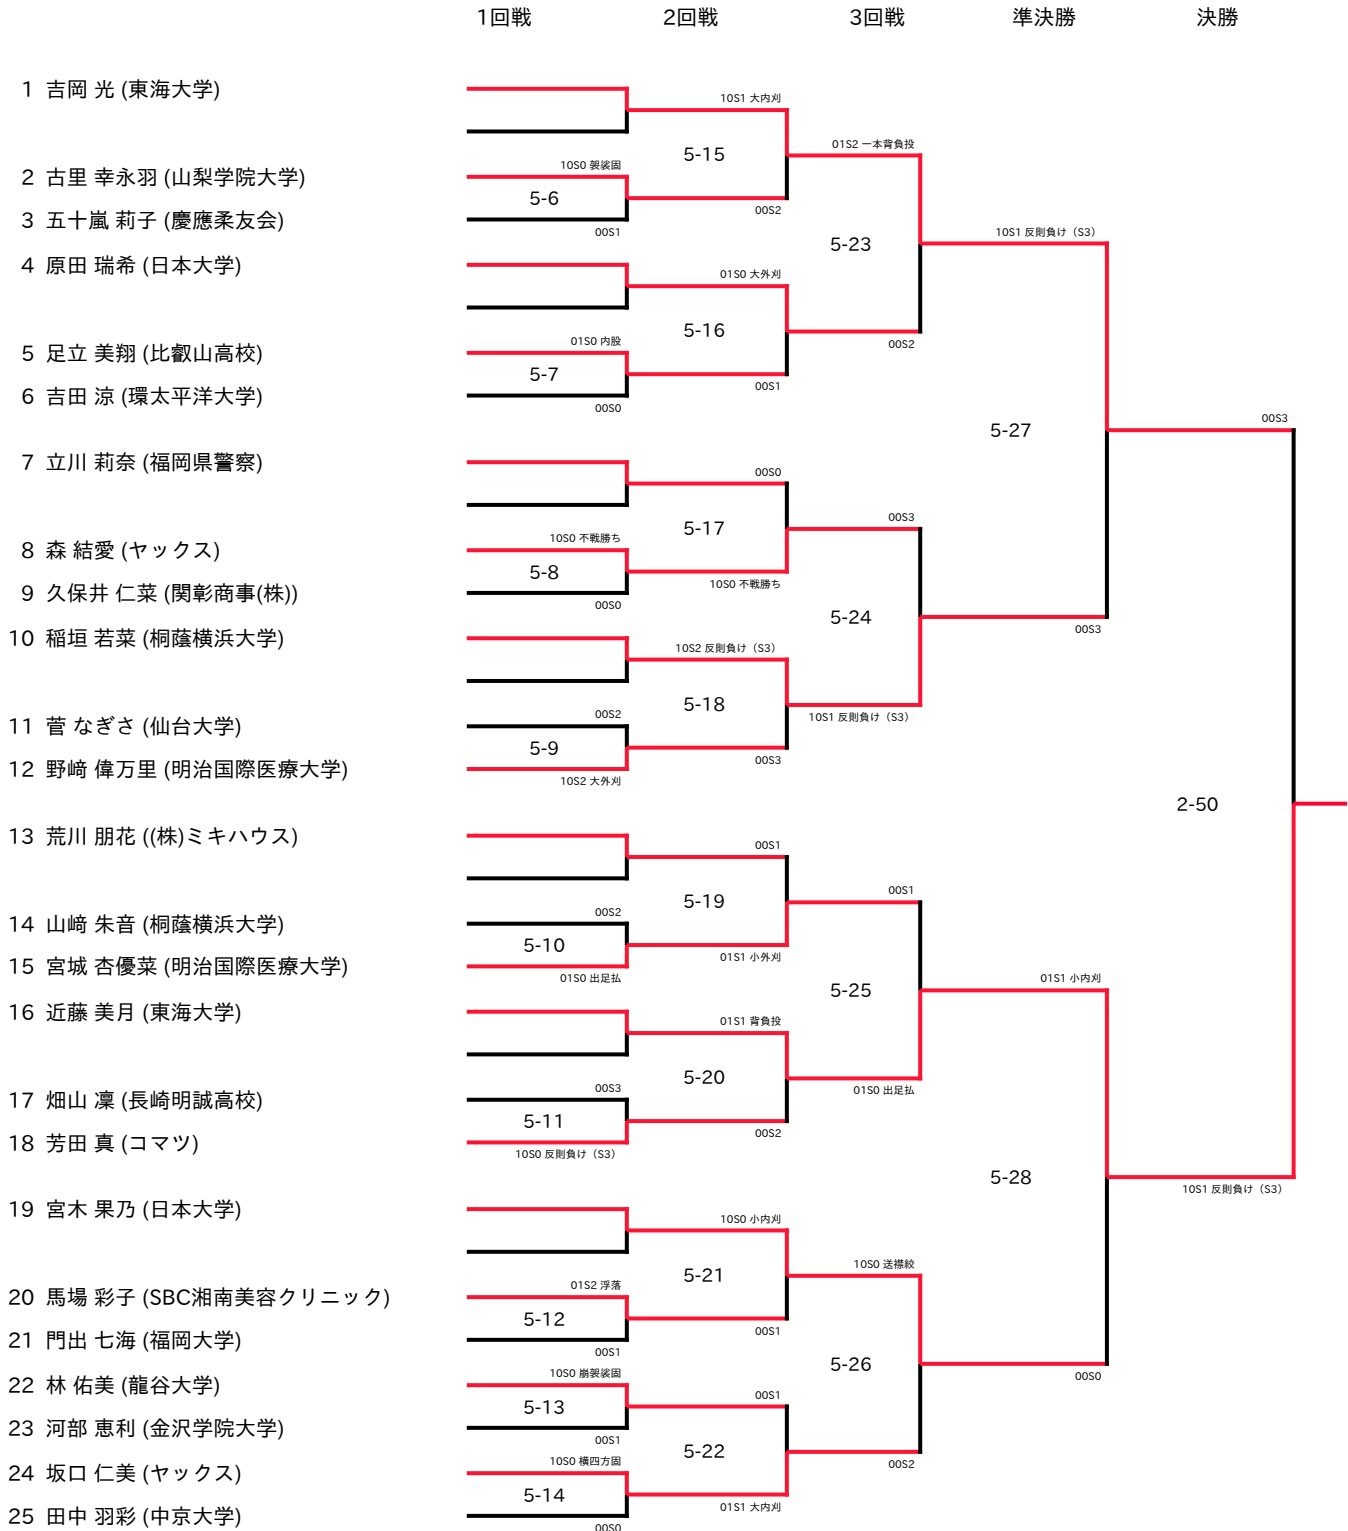 1回戦 2回戦 3回戦 準決勝 決勝
1 吉岡 光 (東海大学)
10S1 大内刈
01S2 一本背負投
5-15
10S0 袈裟固
2 古里 幸永羽 (山梨学院大学)
5-6
00S2
3 五十嵐 莉子 (慶應柔友会)
00S1
10S1 反則負け（S3）
5-23
4 原田 瑞希 (日本大学)
01S0 大外刈
5-16
01S0 内股
00S2
5 足立 美翔 (比叡山高校)
5-7
00S1
6 吉田 涼 (環太平洋大学)
00S0
00S3
5-27
7 立川 莉奈 (福岡県警察)
00S0
00S3
5-17
10S0 不戦勝ち
8 森 結愛 (ヤックス)
5-8
10S0 不戦勝ち
9 久保井 仁菜 (関彰商事(株))
00S0
5-24
00S3
10 稲垣 若菜 (桐蔭横浜大学)
10S2 反則負け（S3）
5-18
00S2
10S1 反則負け（S3）
11 菅 なぎさ (仙台大学)
5-9
00S3
12 野﨑 偉万里 (明治国際医療大学)
10S2 大外刈
2-50
13 荒川 朋花 ((株)ミキハウス)
00S1
00S1
5-19
00S2
14 山﨑 朱音 (桐蔭横浜大学)
5-10
01S1 小外刈
15 宮城 杏優菜 (明治国際医療大学)
01S0 出足払
01S1 小内刈
5-25
16 近藤 美月 (東海大学)
01S1 背負投
5-20
00S3
01S0 出足払
17 畑山 凜 (長崎明誠高校)
5-11
00S2
18 芳田 真 (コマツ)
10S0 反則負け（S3）
5-28
10S1 反則負け（S3）
19 宮木 果乃 (日本大学)
10S0 小内刈
10S0 送襟絞
5-21
01S2 浮落
20 馬場 彩子 (SBC湘南美容クリニック)
5-12
00S1
21 門出 七海 (福岡大学)
00S1
5-26
00S0
10S0 崩袈裟固
22 林 佑美 (龍谷大学)
00S1
5-13
23 河部 恵利 (金沢学院大学)
00S1
5-22
10S0 横四方固
00S2
24 坂口 仁美 (ヤックス)
5-14
01S1 大内刈
25 田中 羽彩 (中京大学)
00S0